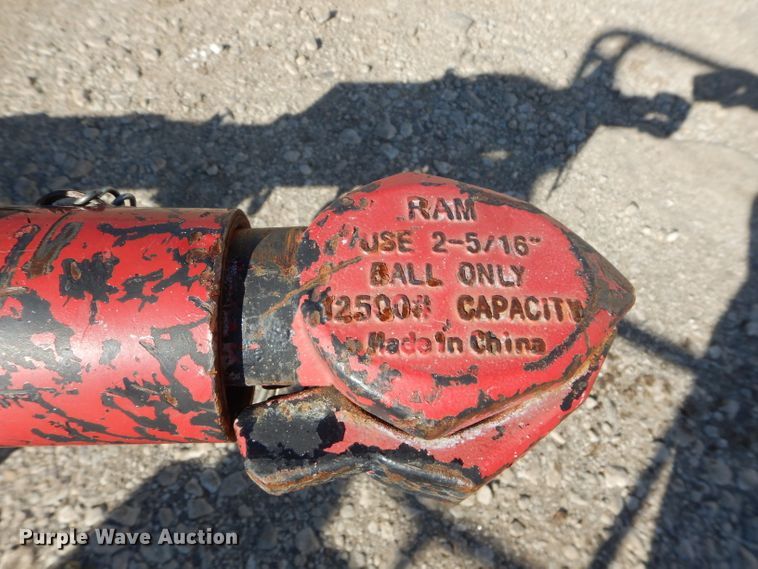 RAM
USE 2-5/16"
BALL ONLY
12500# CAPACITY
Made In China
Purple Wave Auction